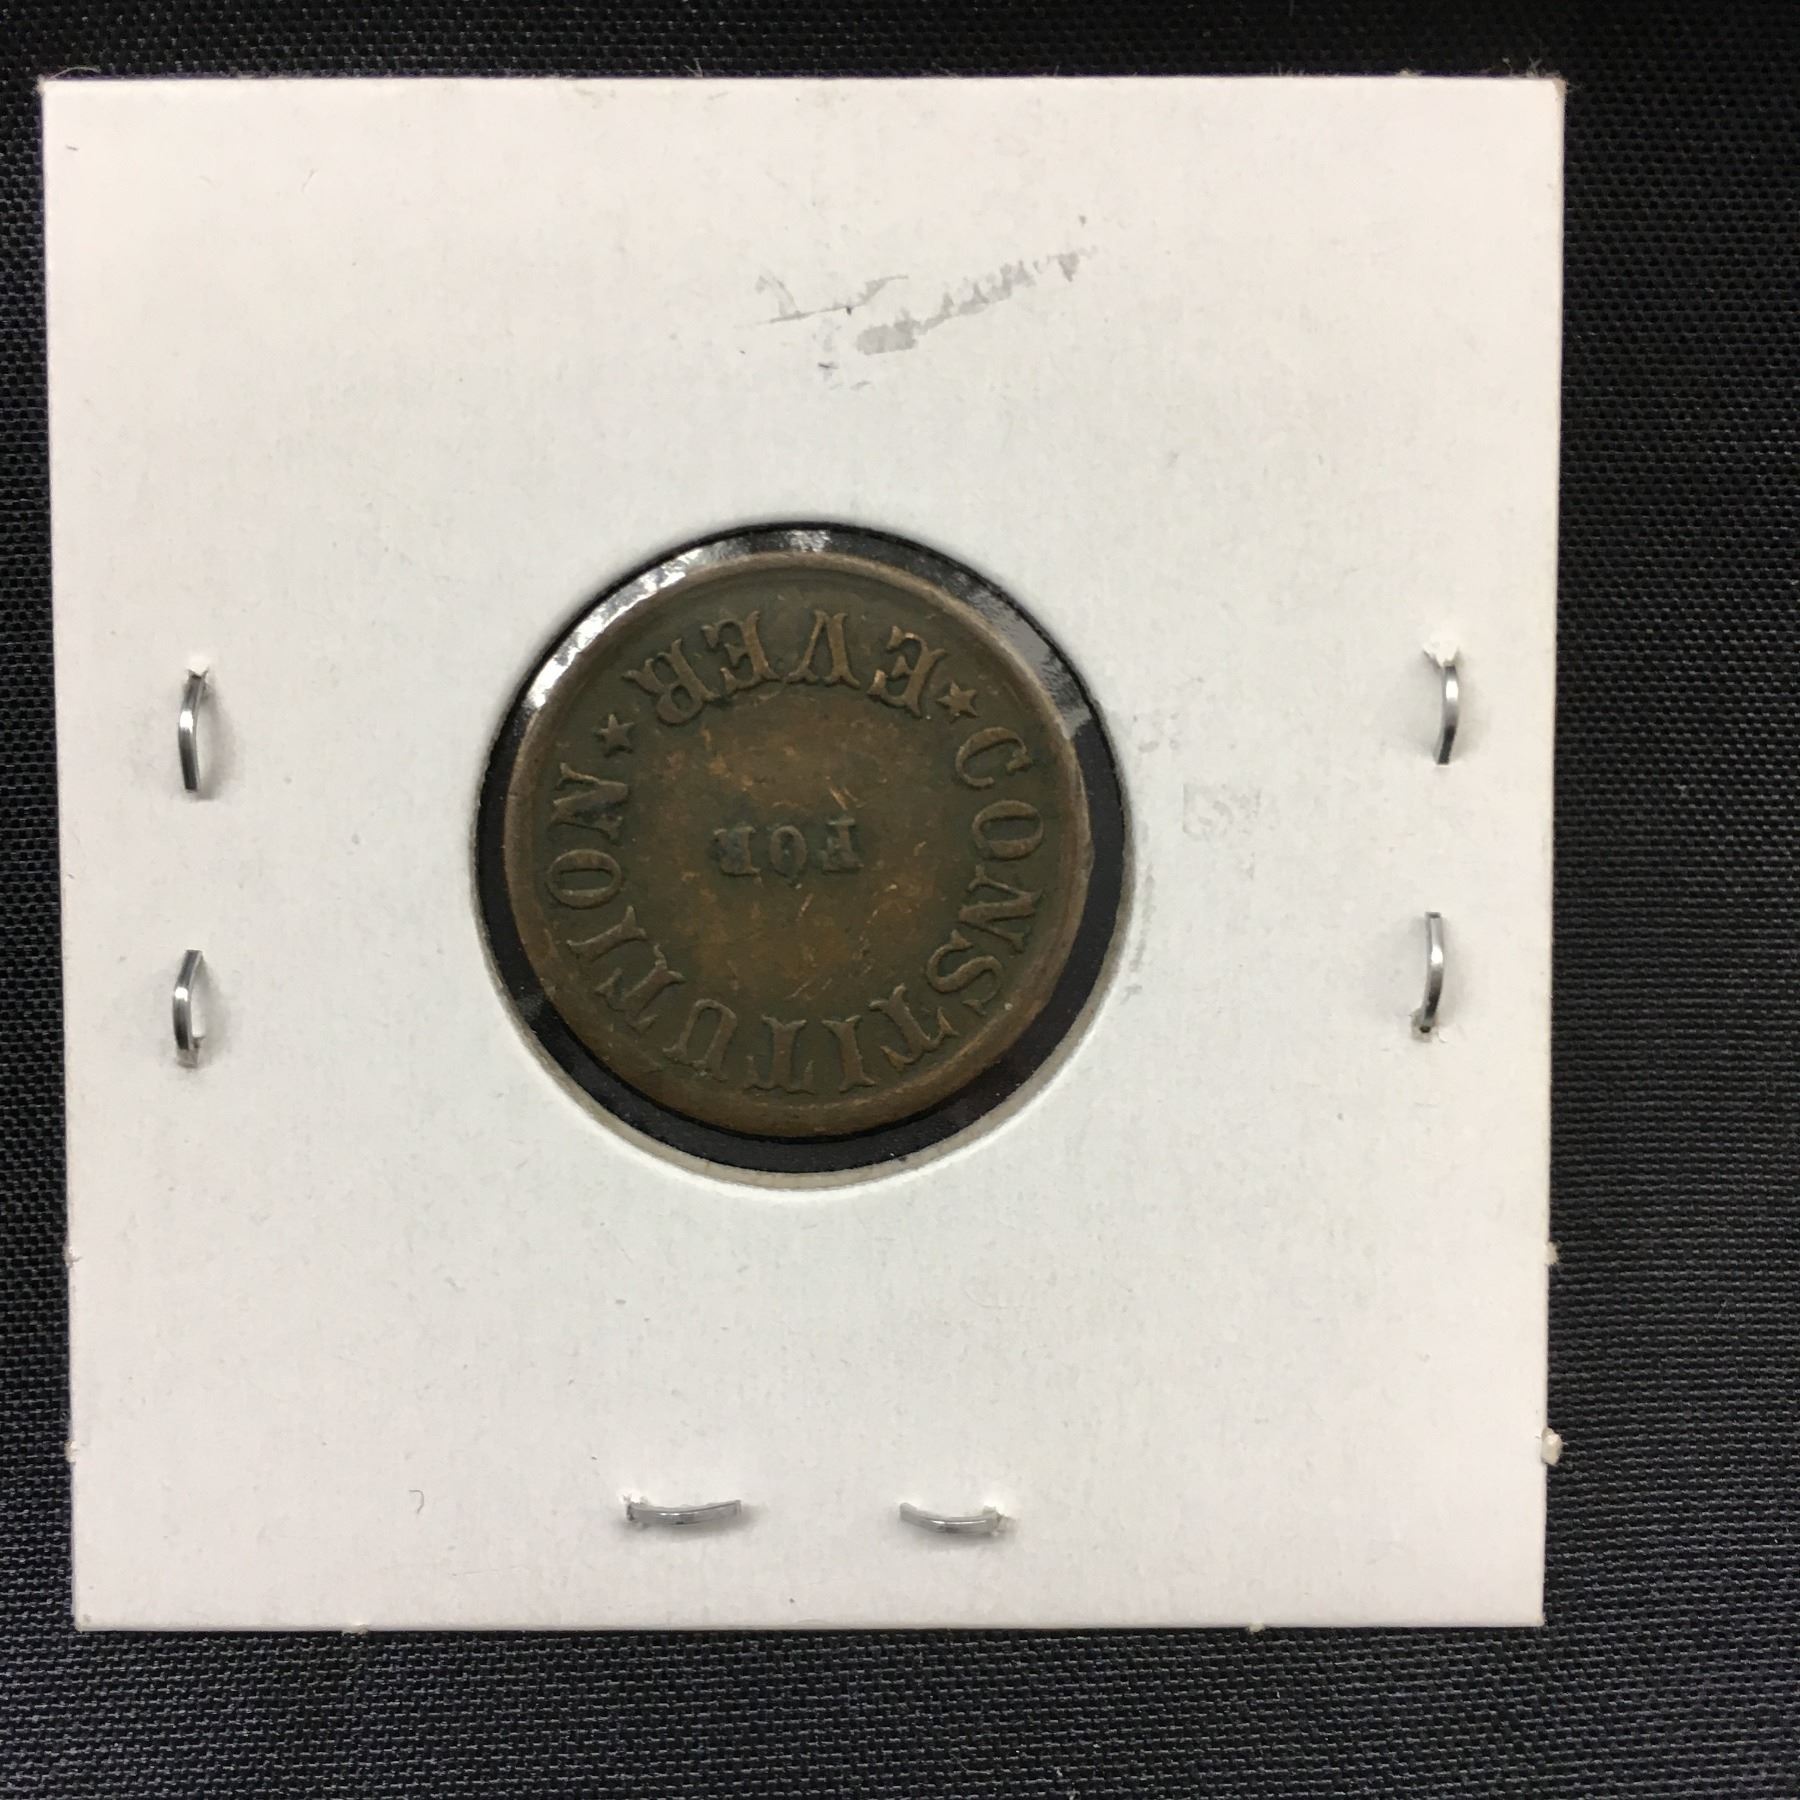 CONSTITUTION
FOR
★ EVER ★